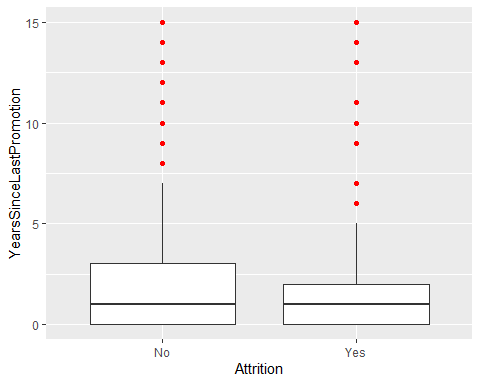 15
10
5
0
YearsSinceLastPromotion
No
Yes
Attrition